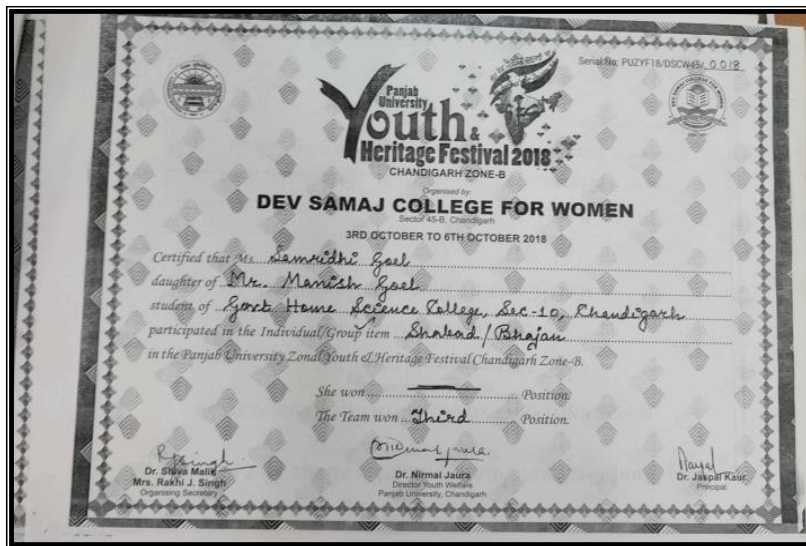 Serial No. PUZYF18/DSCW45/ 0018
Panjab
University
Youth &
Heritage Festival 2018
CHANDIGARH ZONE-B
Organised by:
DEV SAMAJ COLLEGE FOR WOMEN
Sector 45-B, Chandigarh
3RD OCTOBER TO 6TH OCTOBER 2018
Certified that Ms. Samridhi Goel
daughter of Mr. Manish Goel
student of Govt Home Science College, Sec-10, Chandigarh
participated in the Individual/Group item Shabad/Bhajan
in the Panjab University Zonal Youth & Heritage Festival Chandigarh Zone-B.
She won ——— Position.
The Team won Third Position.
Dr. Shiva Malik
Mrs. Rakhi J. Singh
Organising Secretary
Dr. Nirmal Jaura
Director Youth Welfare
Panjab University, Chandigarh
Dr. Jaspal Kaur
Principal